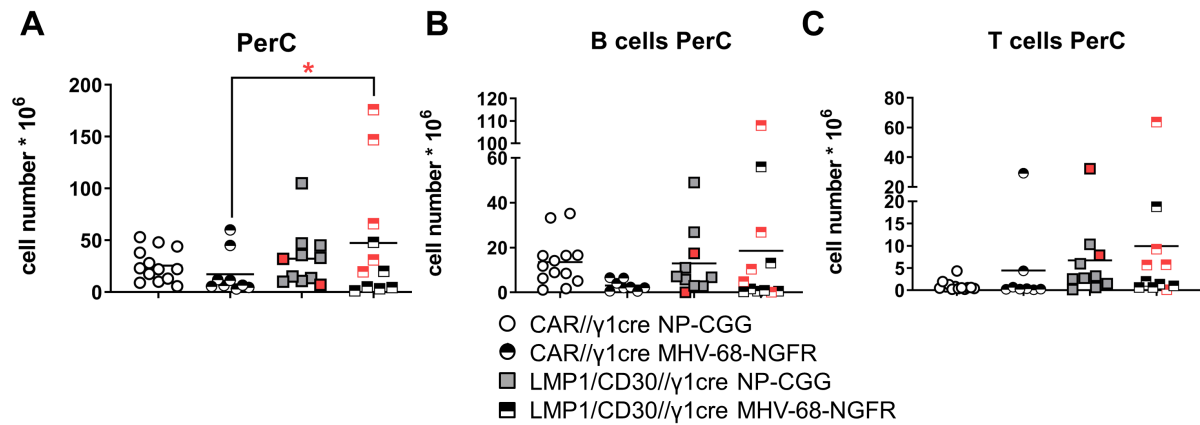 A
PerC
cell number * 10⁶
200
150
100
50
0
*
B
B cells PerC
cell number * 10⁶
120
100
60
40
20
0
C
T cells PerC
cell number * 10⁶
80
60
40
20
20
15
10
5
0
CAR//γ1cre NP-CGG
CAR//γ1cre MHV-68-NGFR
LMP1/CD30//γ1cre NP-CGG
LMP1/CD30//γ1cre MHV-68-NGFR